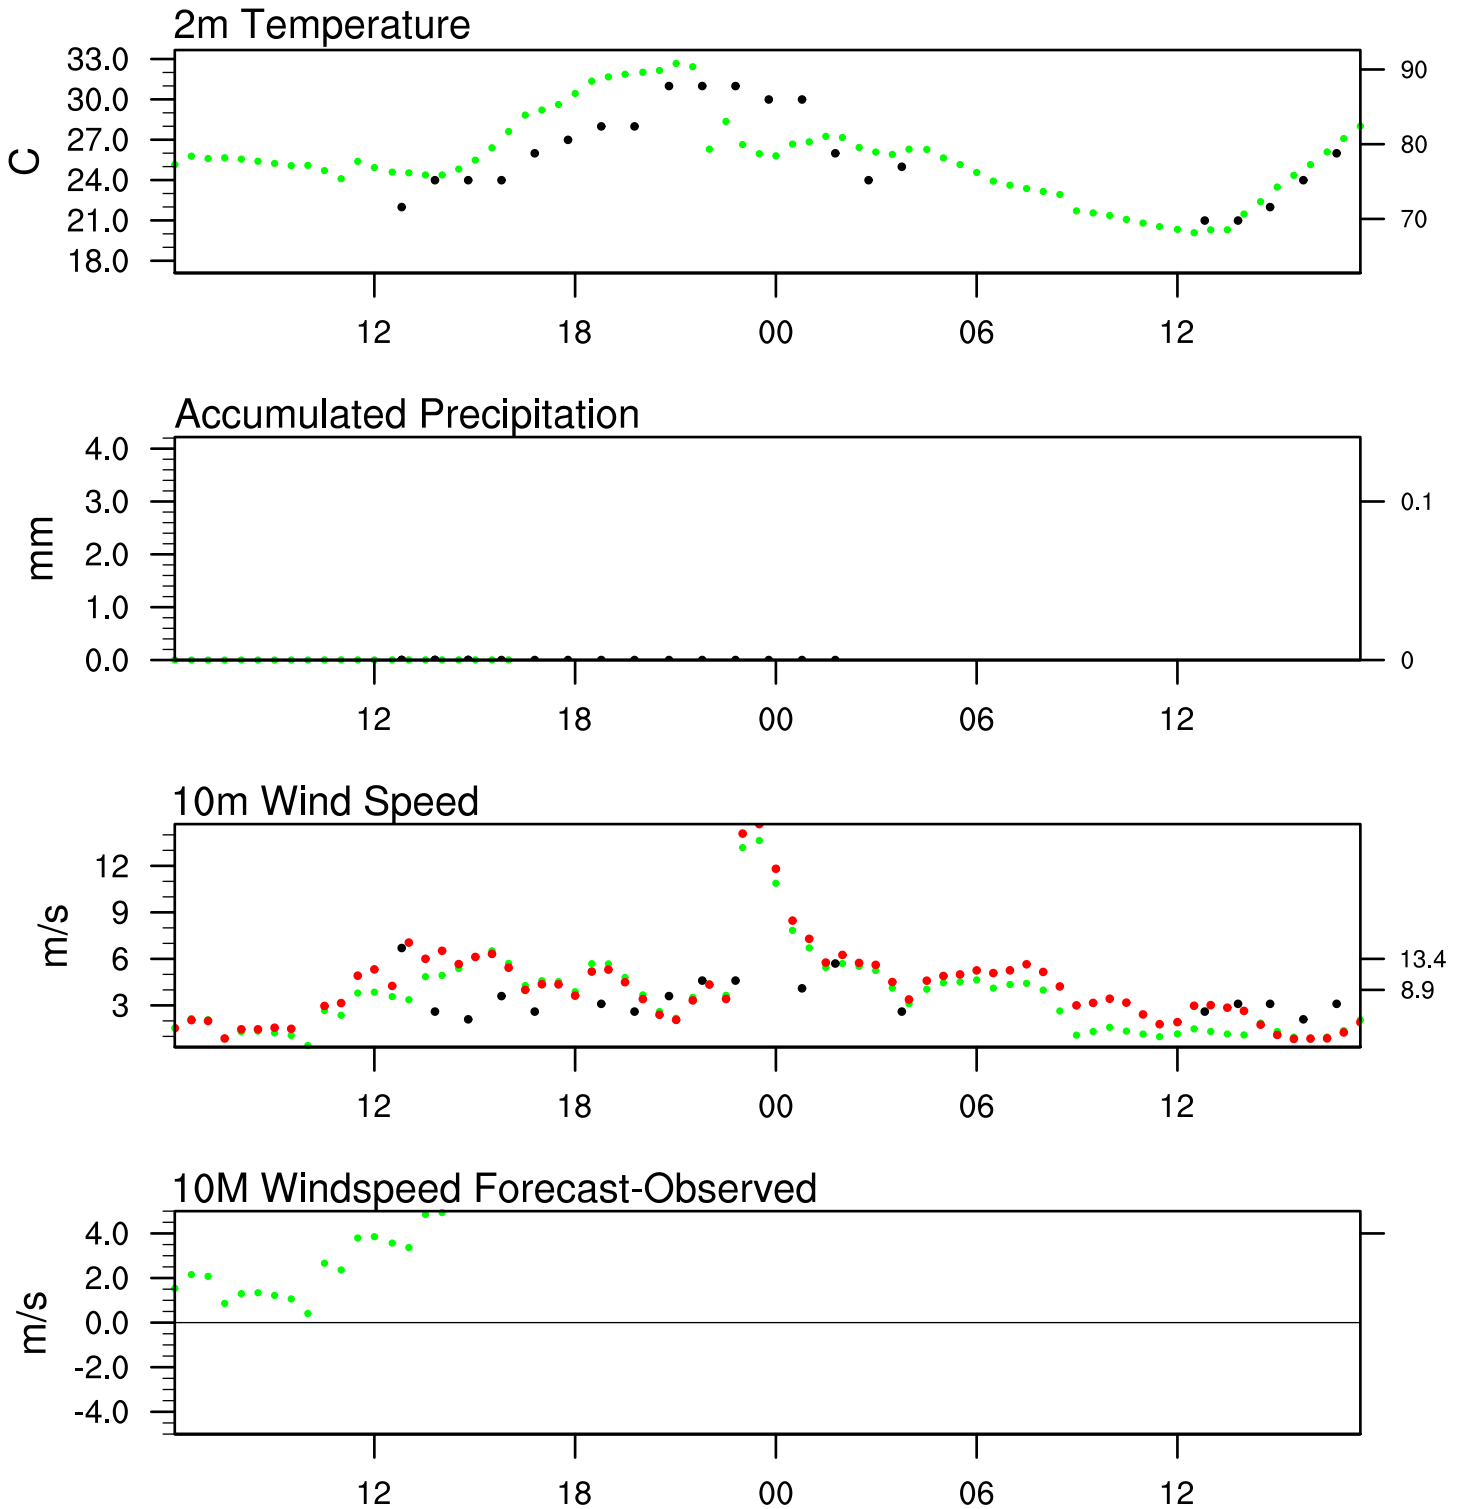 2m Temperature
33.0
30.0
27.0
24.0
21.0
18.0
C
90
80
70
12 18 00 06 12
Accumulated Precipitation
4.0
3.0
2.0
1.0
0.0
mm
0.1
0
12 18 00 06 12
10m Wind Speed
12
9
6
3
m/s
13.4
8.9
12 18 00 06 12
10M Windspeed Forecast-Observed
4.0
2.0
0.0
-2.0
-4.0
m/s
12 18 00 06 12